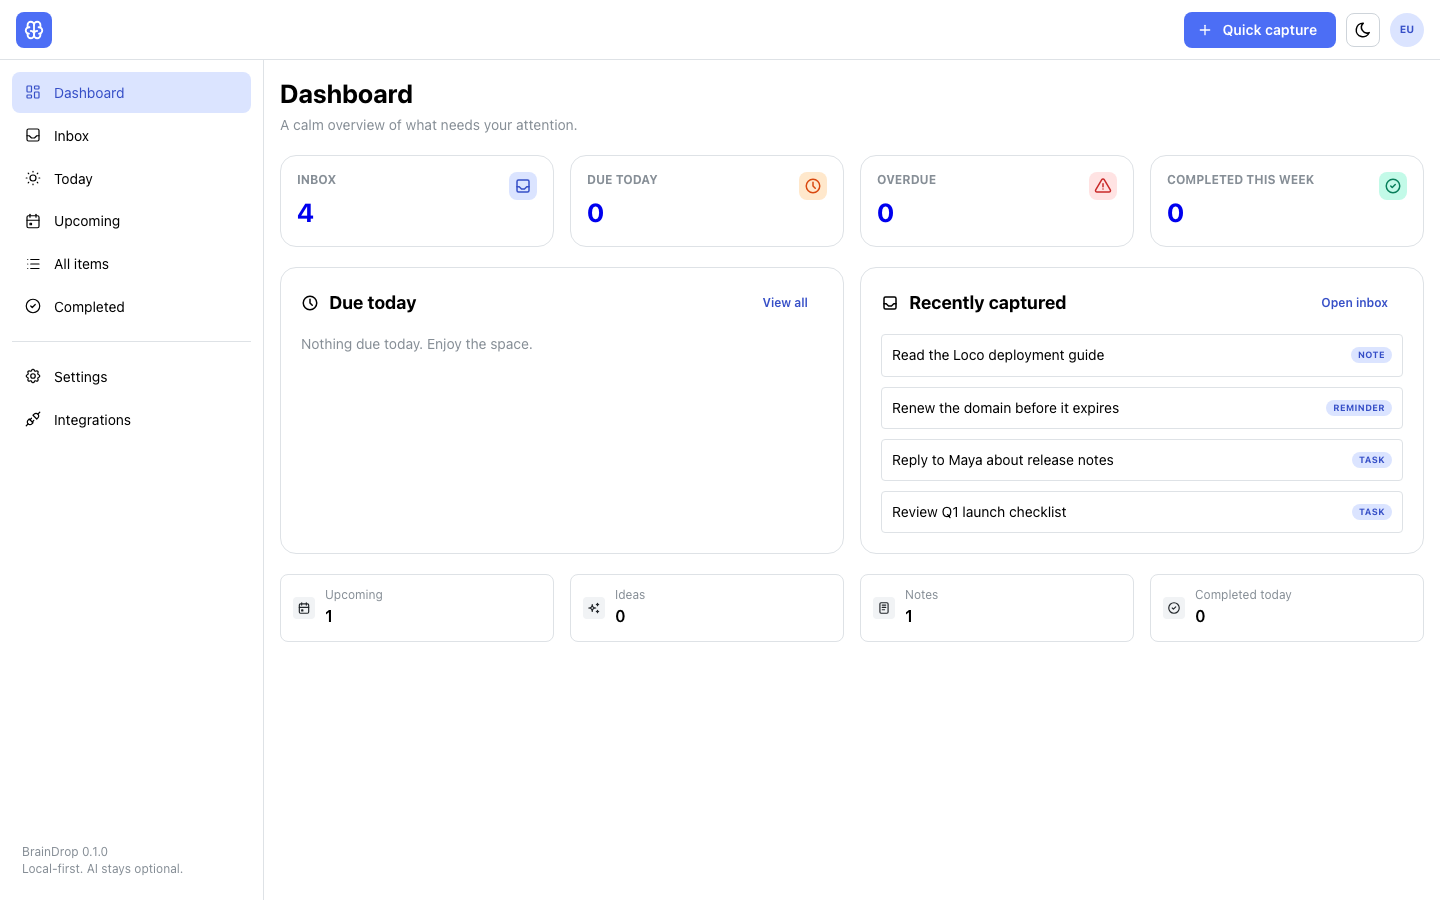 Quick capture
EU
Dashboard
Inbox
Today
Upcoming
All items
Completed
Settings
Integrations
BrainDrop 0.1.0
Local-first. AI stays optional.
Dashboard
A calm overview of what needs your attention.
INBOX
4
DUE TODAY
0
OVERDUE
0
COMPLETED THIS WEEK
0
Due today
View all
Nothing due today. Enjoy the space.
Recently captured
Open inbox
Read the Loco deployment guide
NOTE
Renew the domain before it expires
REMINDER
Reply to Maya about release notes
TASK
Review Q1 launch checklist
TASK
Upcoming
1
Ideas
0
Notes
1
Completed today
0